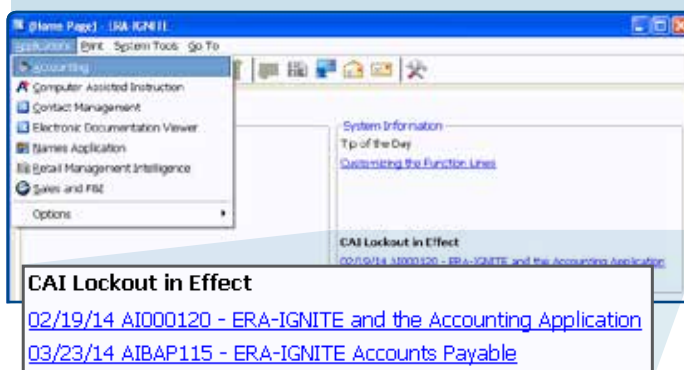 [Home Page] - ERA-IGNITE
Applications Print System Tools Go To
Accounting
Computer Assisted Instruction
Contact Management
Electronic Documentation Viewer
Names Application
Retail Management Intelligence
Sales and F&I
Options
System Information
Tip of the Day
Customizing the Function Lines
CAI Lockout in Effect
02/19/14 AI000120 - ERA-IGNITE and the Accounting Application
CAI Lockout in Effect
02/19/14 AI000120 - ERA-IGNITE and the Accounting Application
03/23/14 AIBAP115 - ERA-IGNITE Accounts Payable